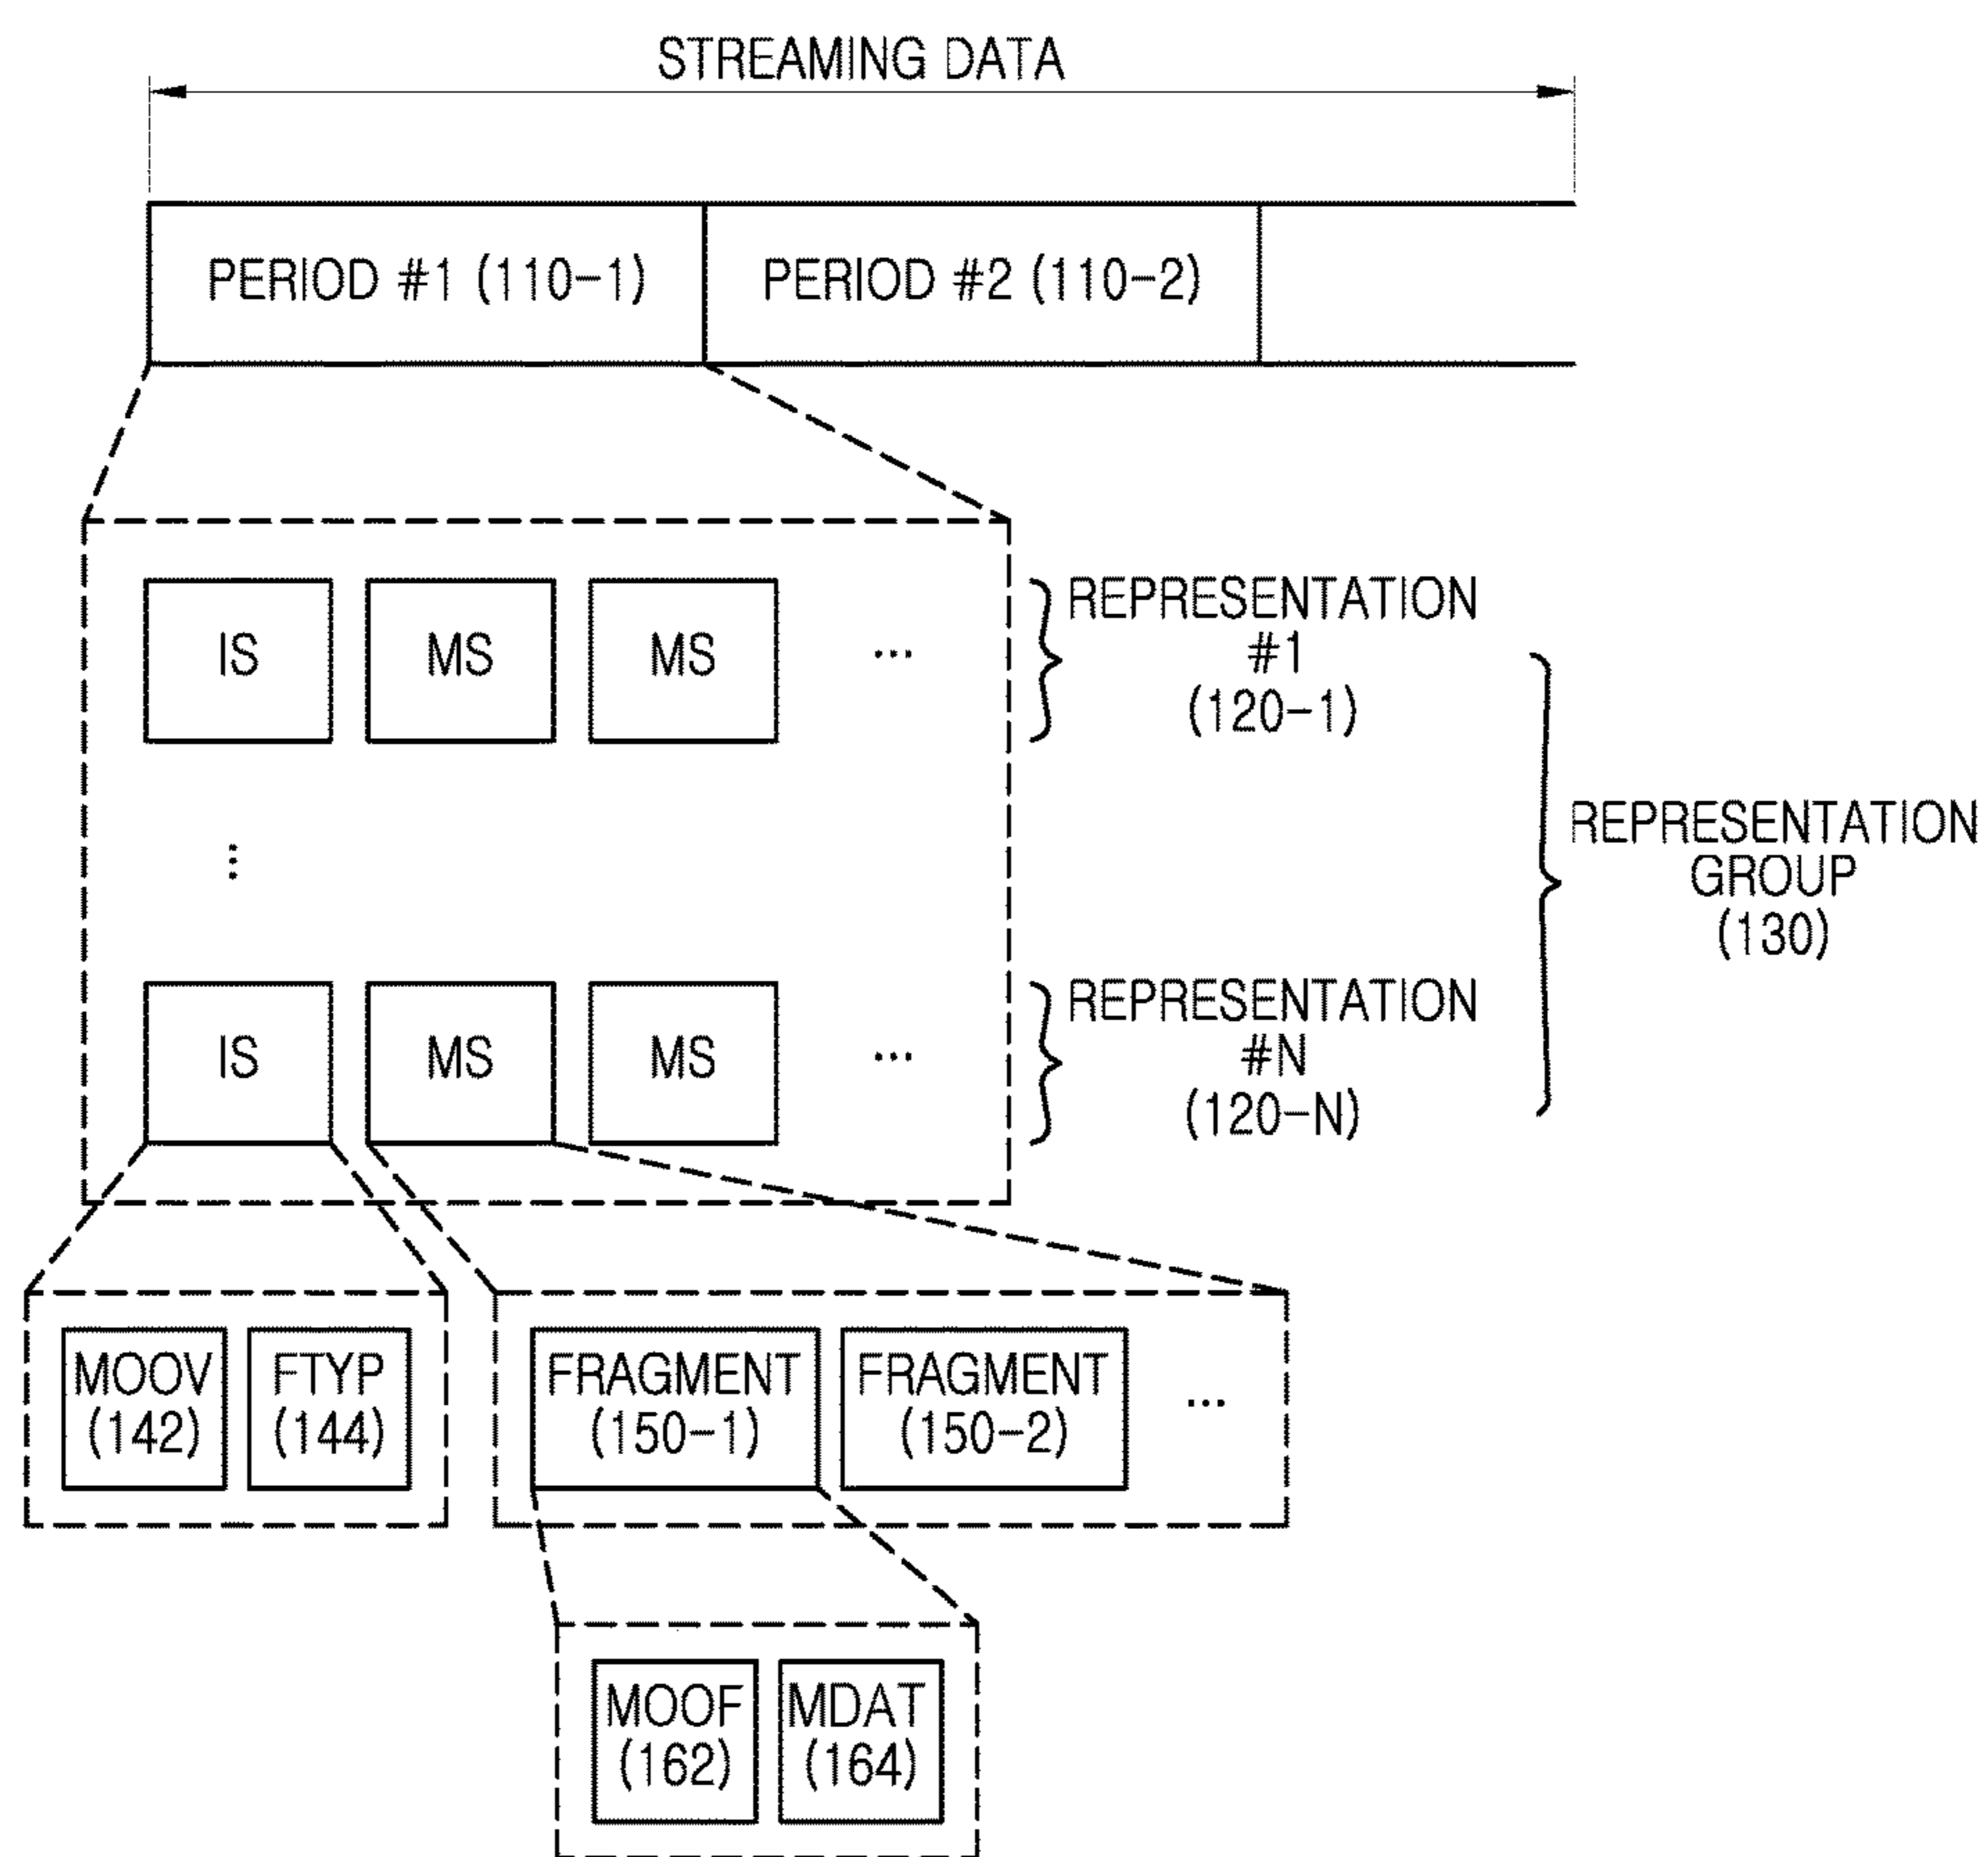 STREAMING DATA
PERIOD #1 (110-1)
PERIOD #2 (110-2)
IS
MS
MS
...
REPRESENTATION
#1
(120-1)
...
REPRESENTATION
GROUP
(130)
IS
MS
MS
...
REPRESENTATION
#N
(120-N)
MOOV
(142)
FTYP
(144)
FRAGMENT
(150-1)
FRAGMENT
(150-2)
...
MOOF
(162)
MDAT
(164)